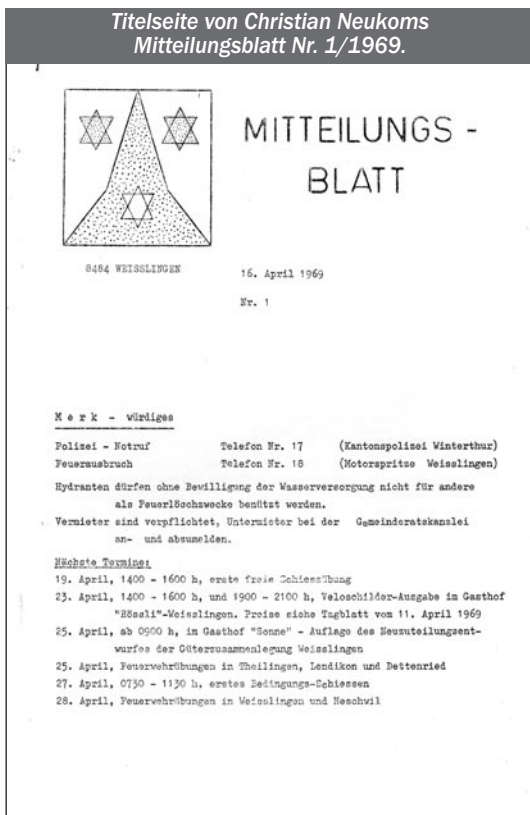 Titelseite von Christian Neukoms
Mitteilungsblatt Nr. 1/1969.
MITTEILUNGS -
BLATT
8484 WEISSLINGEN
16. April 1969
Nr. 1
M e r k - würdiges
Polizei - Notruf Telefon Nr. 17 (Kantonspolizei Winterthur)
Feuerausbruch Telefon Nr. 18 (Motorspritze Weisslingen)
Hydranten dürfen ohne Bewilligung der Wasserversorgung nicht für andere
als Feuerlöschzwecke benützt werden.
Vermieter sind verpflichtet, Untermieter bei der Gemeinderatskanzlei
an- und abzumelden.
Nächste Termine:
19. April, 1400 - 1600 h, erste freie Schiessübung
23. April, 1400 - 1600 h, und 1900 - 2100 h, Veloschilder-Ausgabe im Gasthof
"Rössli"-Weisslingen. Preise siehe Tagblatt vom 11. April 1969
25. April, ab 0900 h, im Gasthof "Sonne" - Auflage des Neuzuteilungsent-
wurfes der Güterzusammenlegung Weisslingen
25. April, Feuerwehrübungen in Theilingen, Lendikon und Dettenried
27. April, 0730 - 1130 h, erstes Bedingungs-Schiessen
28. April, Feuerwehrübungen in Weisslingen und Neschwil